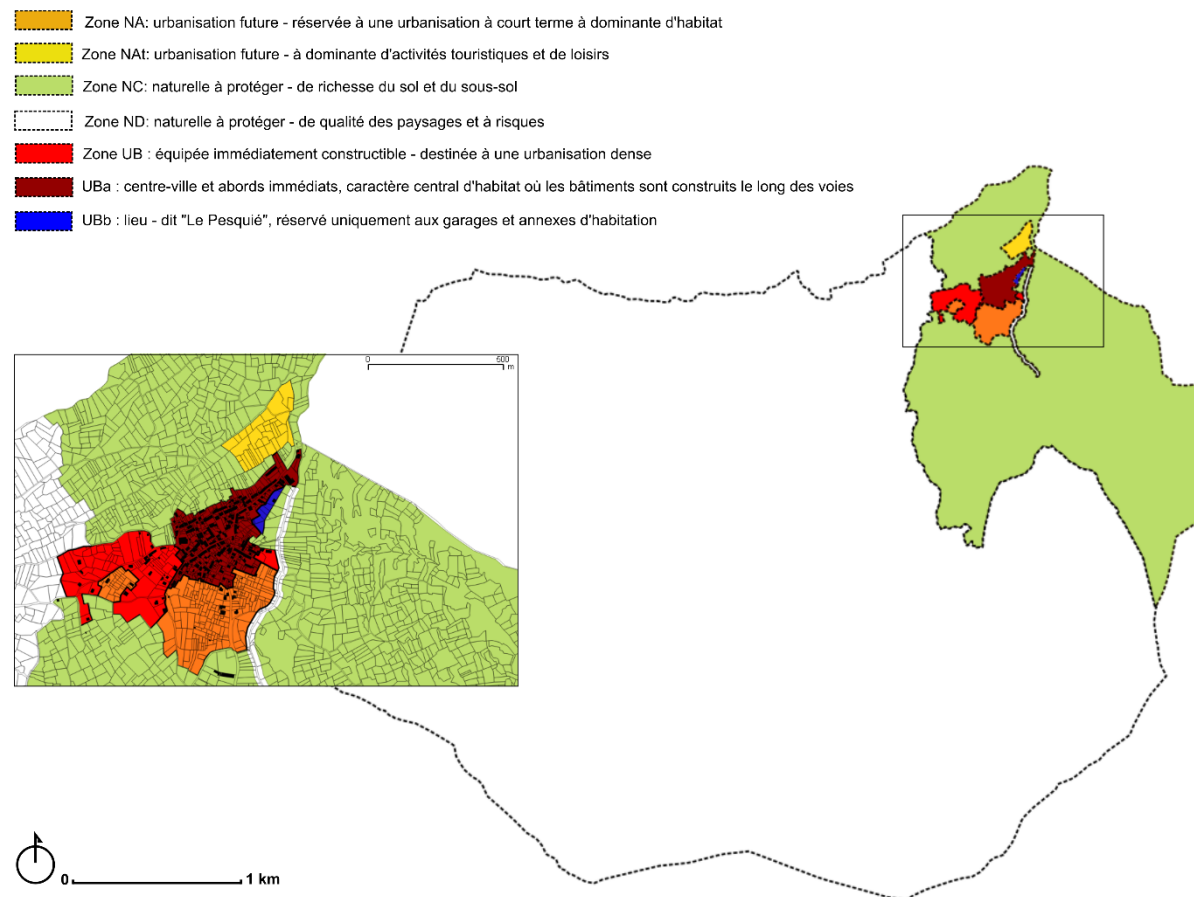 Zone NA: urbanisation future - réservée à une urbanisation à court terme à dominante d'habitat
Zone NAt: urbanisation future - à dominante d'activités touristiques et de loisirs
Zone NC: naturelle à protéger - de richesse du sol et du sous-sol
Zone ND: naturelle à protéger - de qualité des paysages et à risques
Zone UB : équipée immédiatement constructible - destinée à une urbanisation dense
UBa : centre-ville et abords immédiats, caractère central d'habitat où les bâtiments sont construits le long des voies
UBb : lieu - dit "Le Pesquié", réservé uniquement aux garages et annexes d'habitation
0 500
m
0 1 km